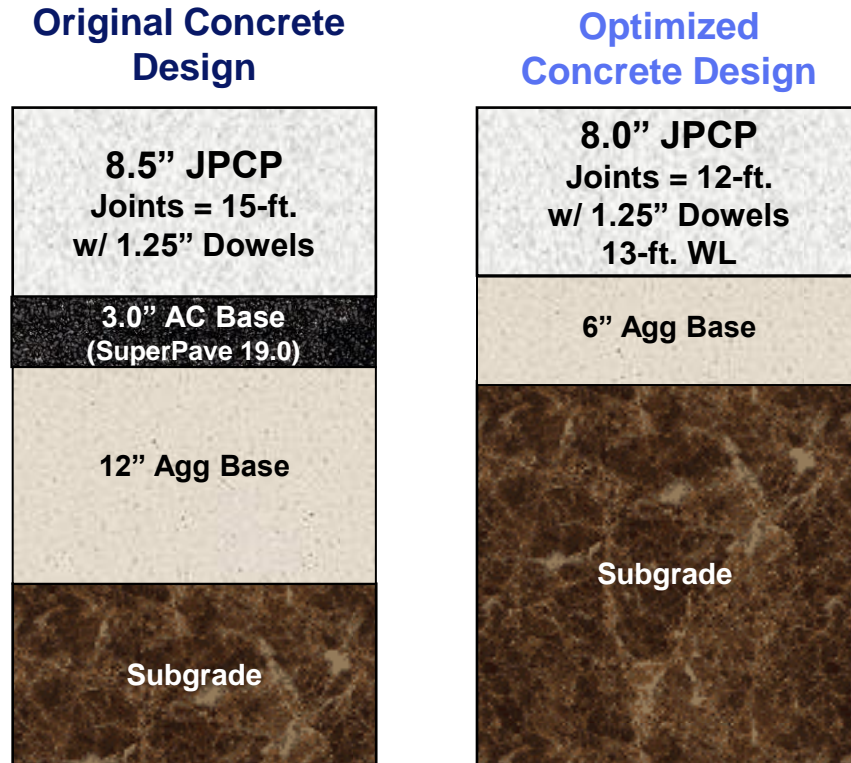 Original Concrete
Design
8.5” JPCP
Joints = 15-ft.
w/ 1.25” Dowels
3.0” AC Base
(SuperPave 19.0)
12” Agg Base
Subgrade
Optimized
Concrete Design
8.0” JPCP
Joints = 12-ft.
w/ 1.25” Dowels
13-ft. WL
6” Agg Base
Subgrade